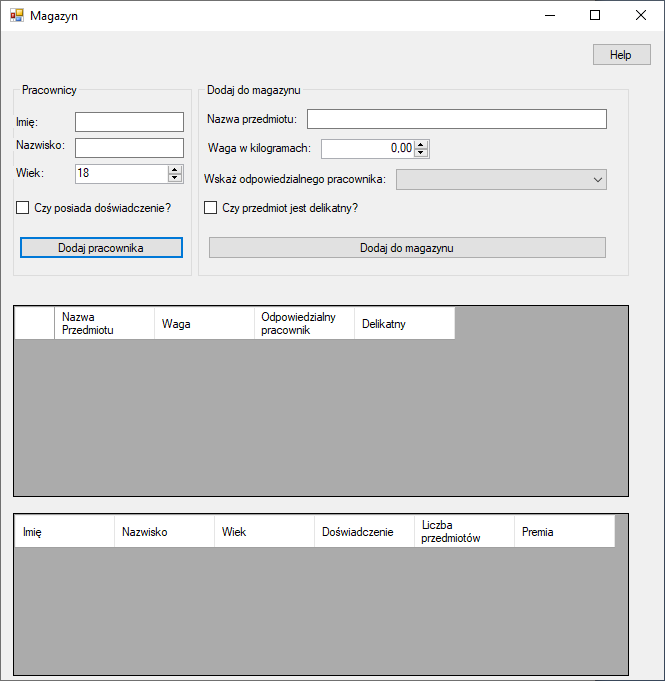 Magazyn
Help
Pracownicy
Imię:
Nazwisko:
Wiek:
18
Czy posiada doświadczenie?
Dodaj pracownika
Dodaj do magazynu
Nazwa przedmiotu:
Waga w kilogramach:
0,00
Wskaż odpowiedzialnego pracownika:
Czy przedmiot jest delikatny?
Dodaj do magazynu
Nazwa
Przedmiotu
Waga
Odpowiedzialny
pracownik
Delikatny
Imię
Nazwisko
Wiek
Doświadczenie
Liczba
przedmiotów
Premia